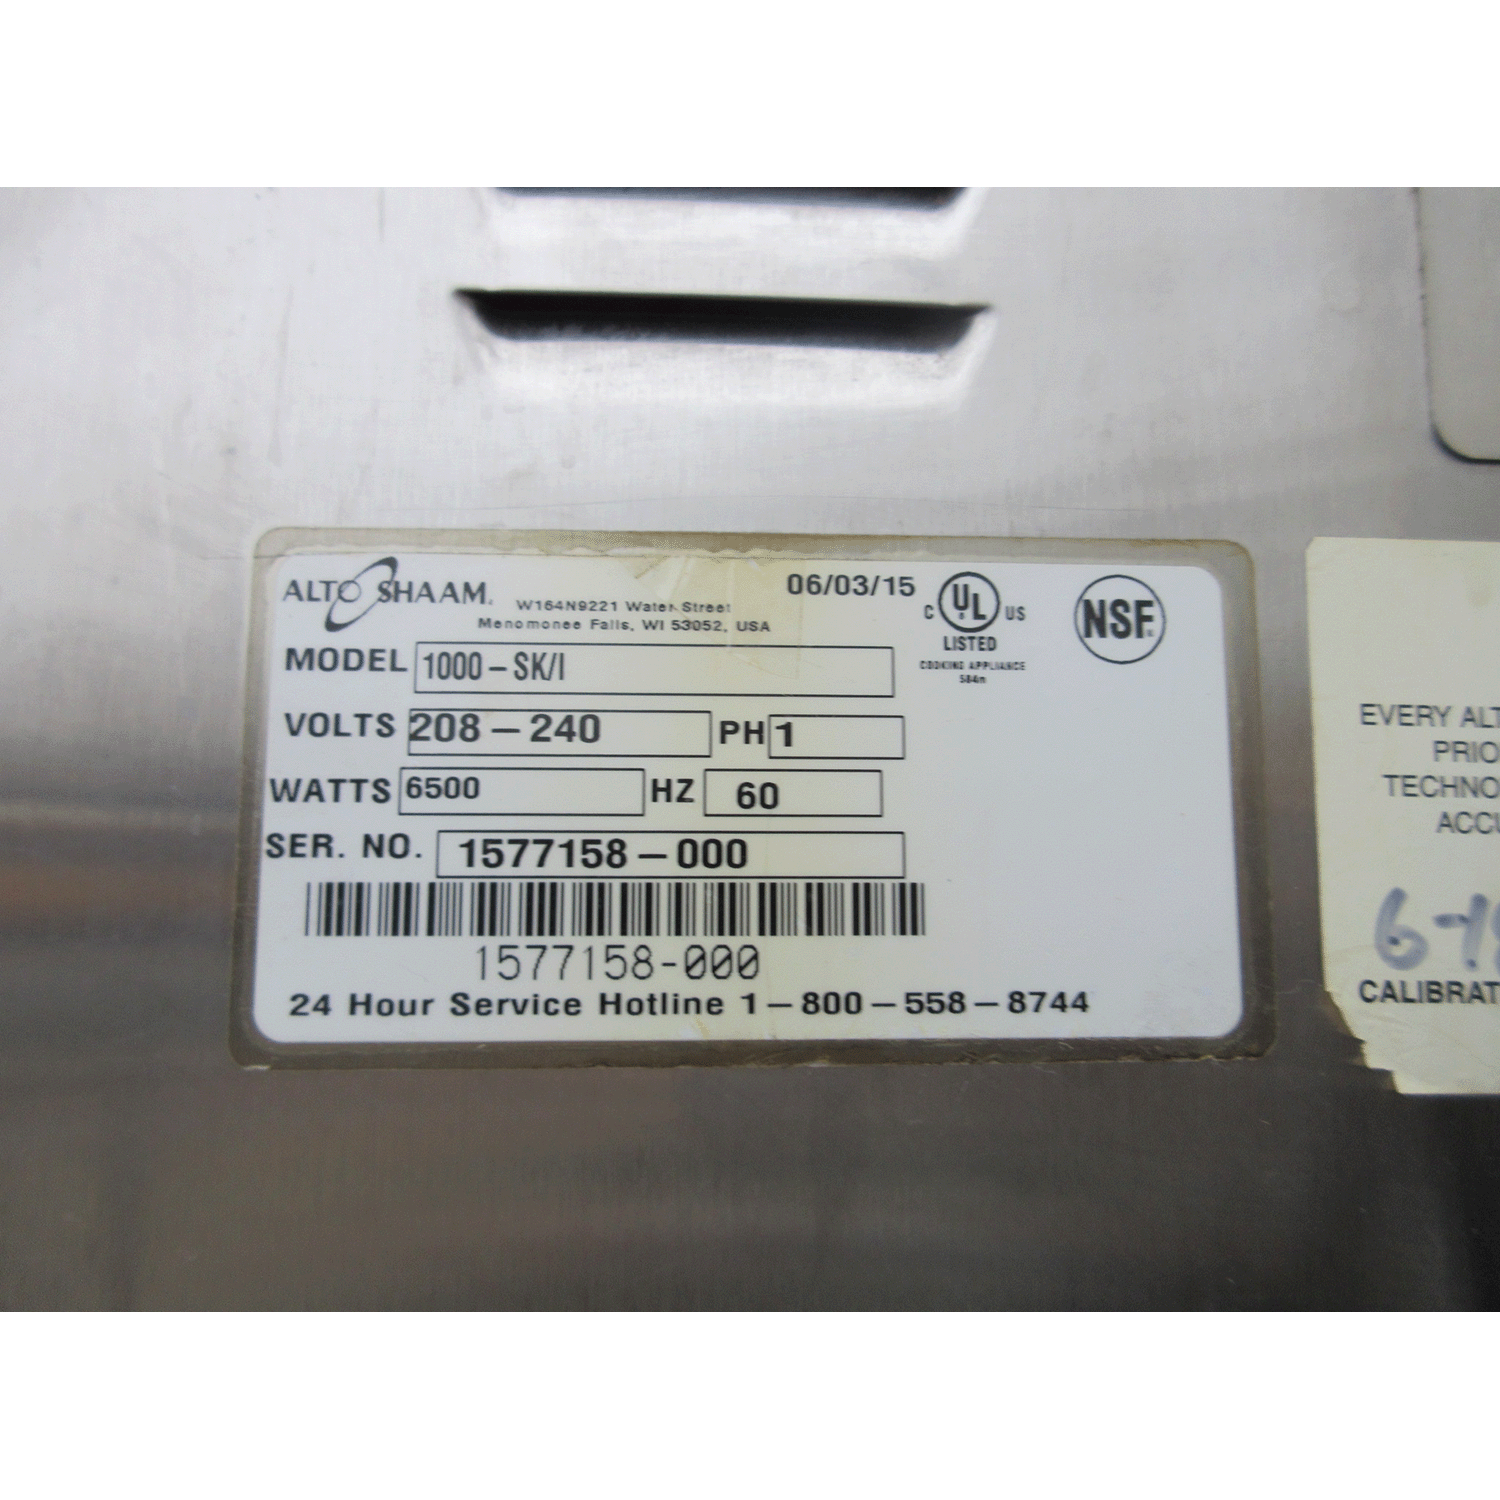 ALTO SHAAM.
W164N9221 Water Street
Menomonee Falls, WI 53052, USA
06/03/15
C UL US
LISTED
COOKING APPLIANCE
584m
NSF
MODEL 1000-SK/I
VOLTS 208-240 PH 1
WATTS 6500 HZ 60
SER. NO. 1577158-000
1577158-000
24 Hour Service Hotline 1-800-558-8744
EVERY ALT
PRIO
TECHNO
ACCU
CALIBRAT